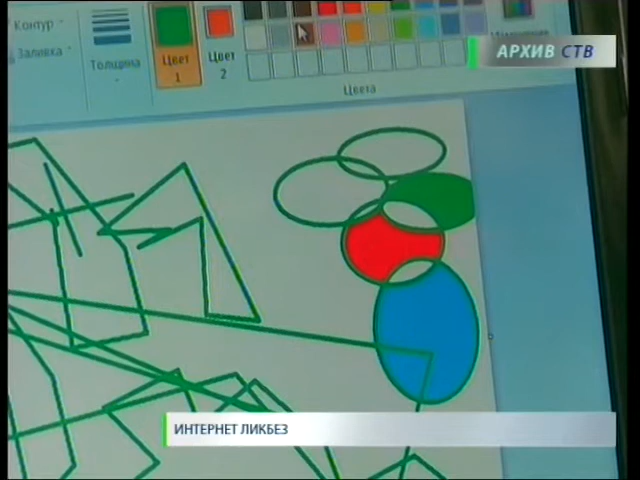 Контур
Заливка
Толщина
Цвет
1
Цвет
2
Цвета
АРХИВ СТВ
ИНТЕРНЕТ ЛИКБЕЗ